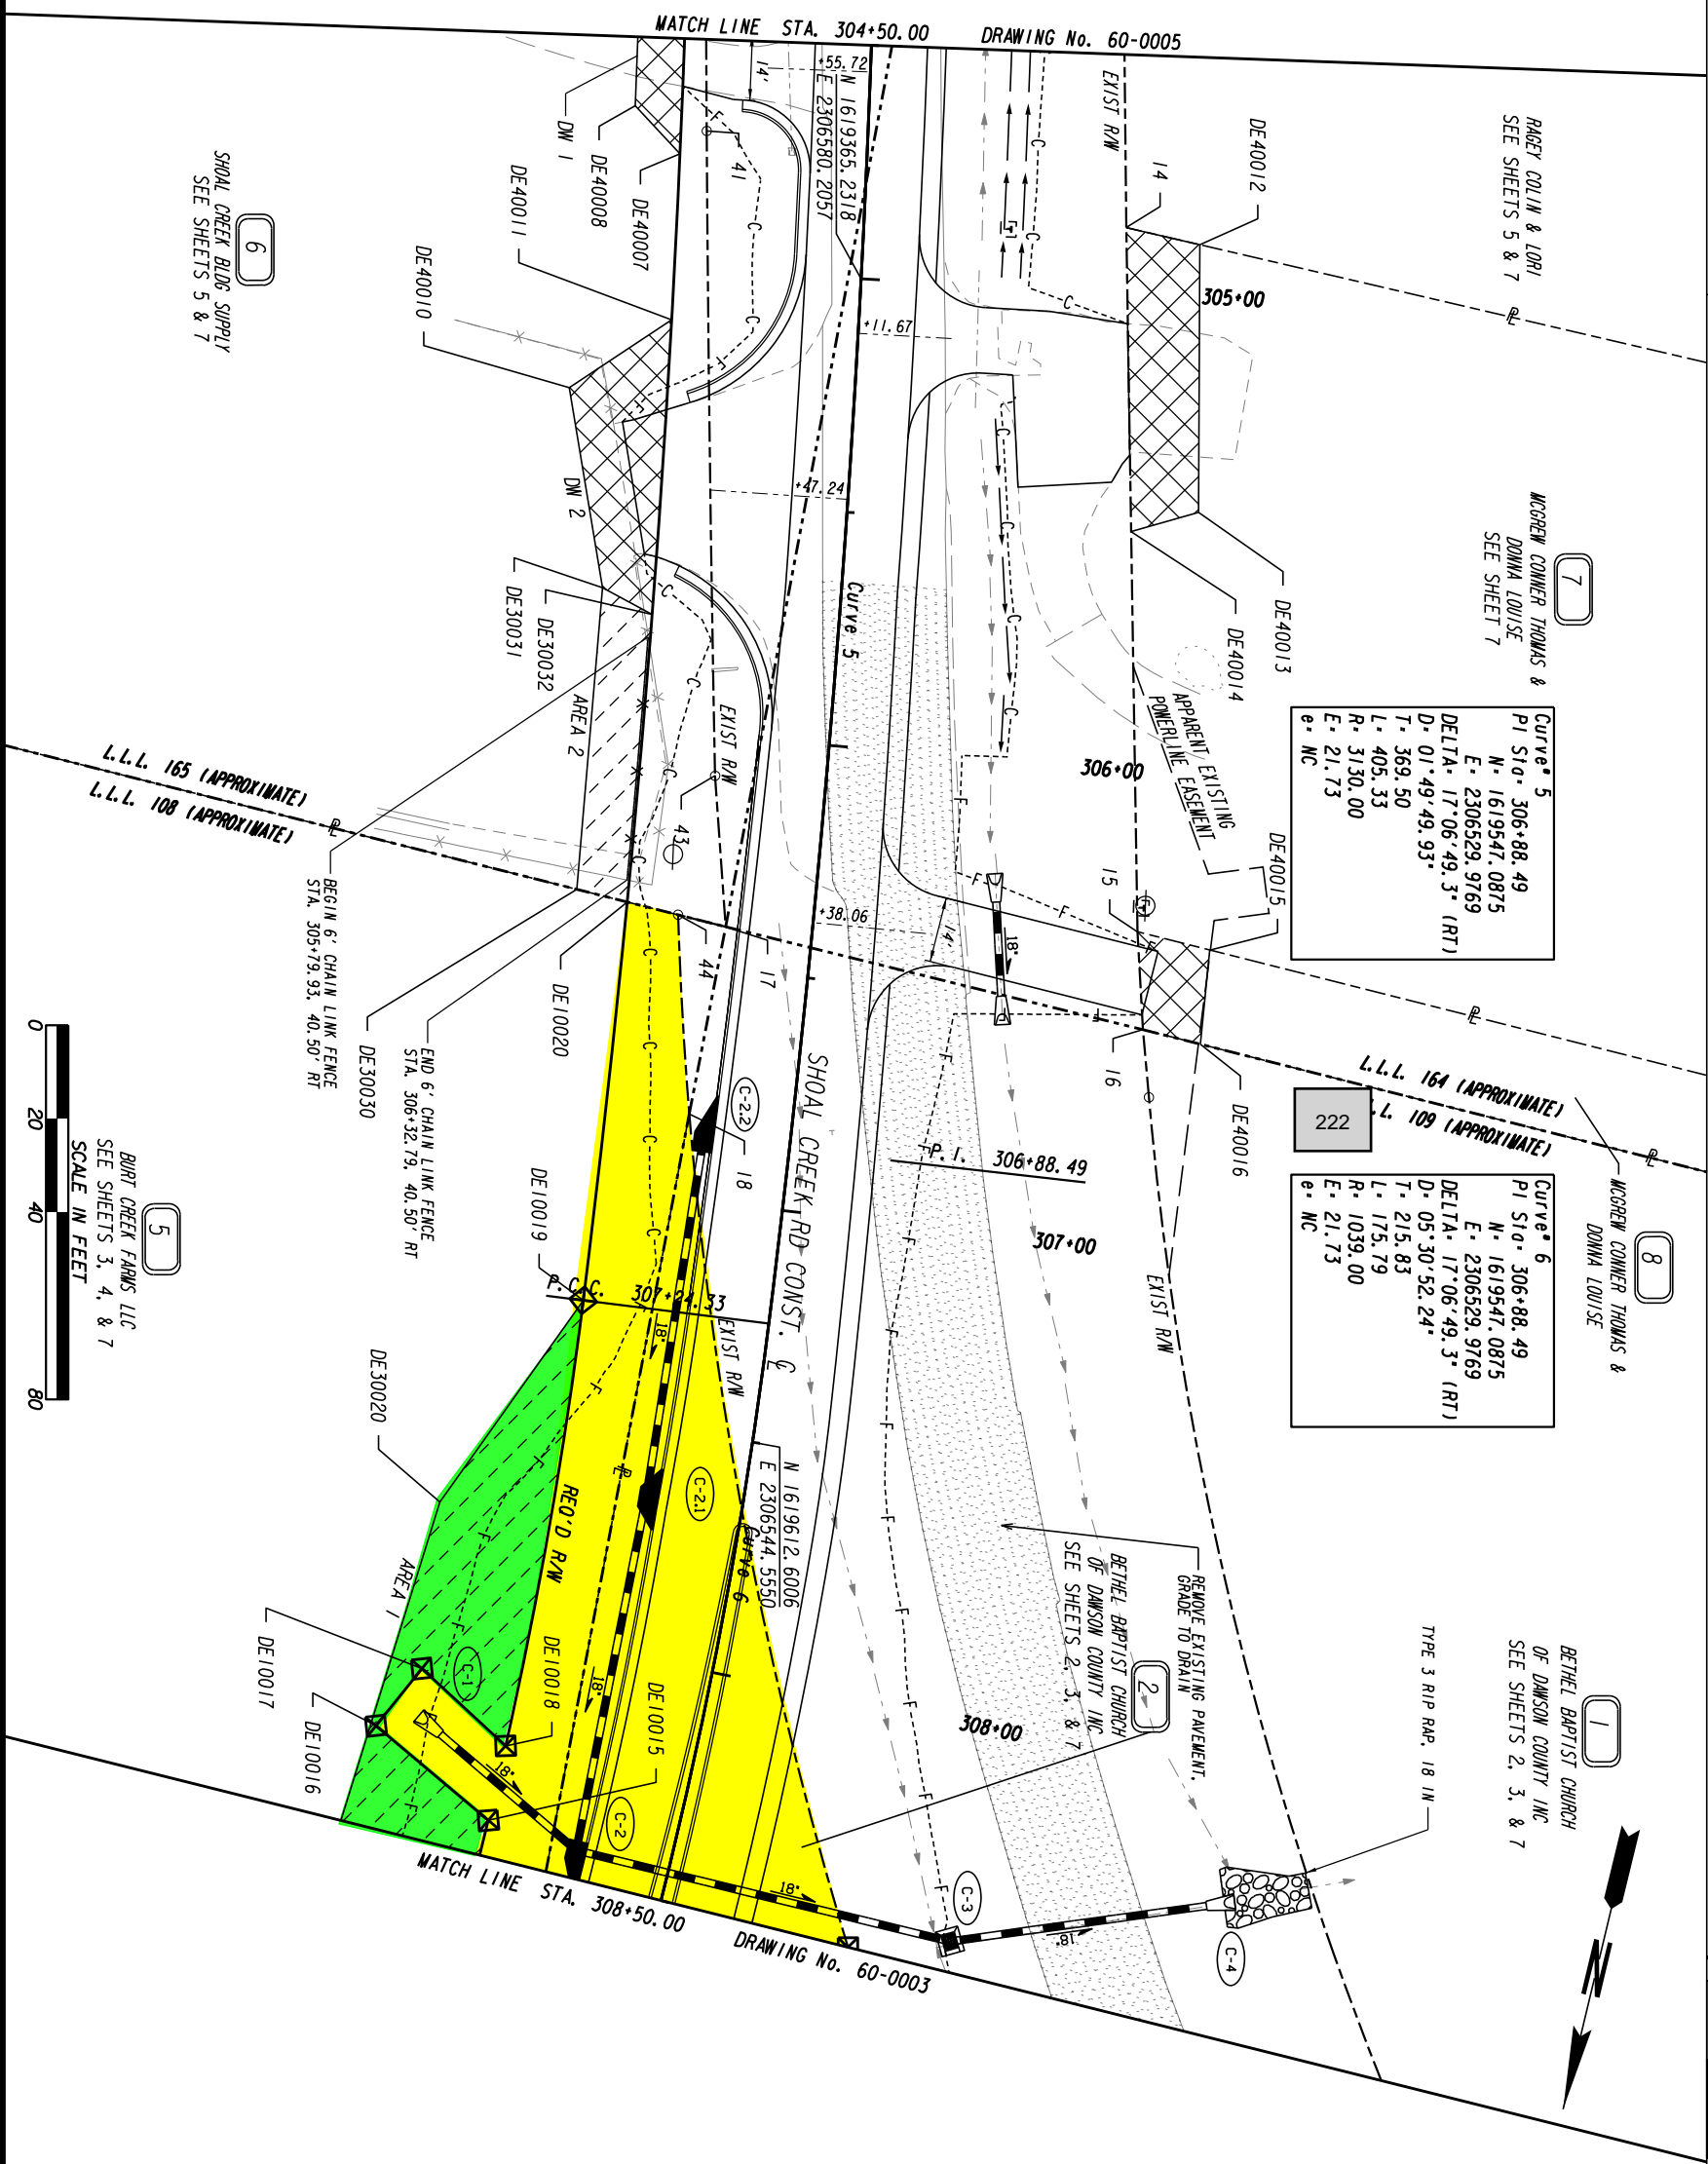 MATCH LINE STA. 304+50.00 DRAWING No. 60-0005
RAGEY COLIN & LORI
SEE SHEETS 5 & 7
DE40012
14
EXIST R/W
305+00
+55.72
N 1619365.2318
E 2306580.2057
14'
41
DW 1
DE40008
DE40007
DE40011
DE40010
6
SHOAL CREEK BLDG SUPPLY
SEE SHEETS 5 & 7
+11.67
+47.24
DW 2
DE30032
DE30031
AREA 2
Curve 5
7
MCGREW CONNER THOMAS &
DONNA LOUISE
SEE SHEET 7
DE40013
DE40014
APPARENT EXISTING
POWERLINE EASEMENT
306+00
DE40015
15
Curve# 5
PI Sta= 306+88.49
N= 1619547.0875
E= 2306529.9769
DELTA= 17°06'49.3" (RT)
D= 01°49'49.93"
T= 369.50
L= 405.33
R= 3130.00
E= 21.73
e= NC
EXIST R/W
43
+38.06
14'
18"
44
17
16
DE40016
L.L.L. 165 (APPROXIMATE)
L.L.L. 108 (APPROXIMATE)
BEGIN 6' CHAIN LINK FENCE
STA. 305+79.93, 40.50' RT
END 6' CHAIN LINK FENCE
STA. 306+32.79, 40.50' RT
DE30030
DE10020
DE10019
L.L.L. 164 (APPROXIMATE)
L. 109 (APPROXIMATE)
222
8
MCGREW CONNER THOMAS &
DONNA LOUISE
Curve# 6
PI Sta= 306+88.49
N= 1619547.0875
E= 2306529.9769
DELTA= 17°06'49.3" (RT)
D= 05°30'52.24"
T= 215.83
L= 175.79
R= 1039.00
E= 21.73
e= NC
C-2.2
18
SHOAL CREEK RD CONST. CL
P.I. 306+88.49
307+00
EXIST R/W
P.C.C. 307+24.33
18"
EXIST R/W
5
BURT CREEK FARMS LLC
SEE SHEETS 3, 4, & 7
0 20 40 80
SCALE IN FEET
DE30020
C-2.1
N 1619612.6006
E 2306544.5550
Curve 6
REQ'D R/W
AREA 1
REMOVE EXISTING PAVEMENT,
GRADE TO DRAIN
2
BETHEL BAPTIST CHURCH
OF DAWSON COUNTY INC
SEE SHEETS 2, 3, & 7
308+00
1
BETHEL BAPTIST CHURCH
OF DAWSON COUNTY INC
SEE SHEETS 2, 3, & 7
TYPE 3 RIP RAP, 18 IN
DE10018
DE10015
DE10017
DE10016
C-1
18"
18"
C-2
18"
C-3
18"
C-4
N
MATCH LINE STA. 308+50.00 DRAWING No. 60-0003